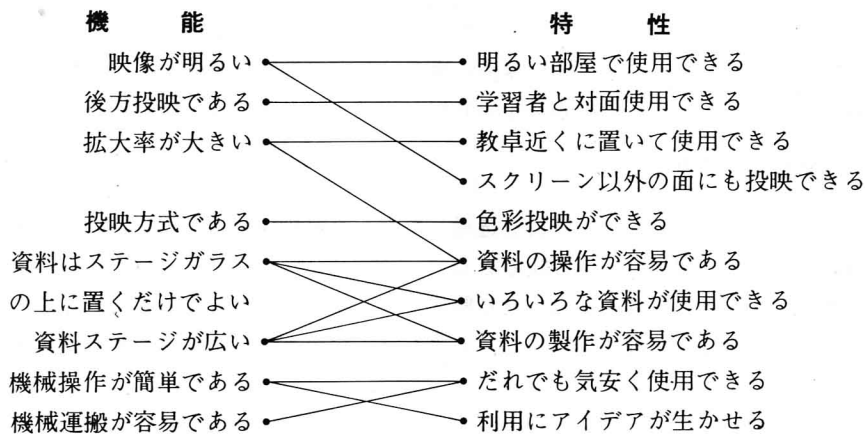 機能 特性
映像が明るい 明るい部屋で使用できる
後方投映である 学習者と対面使用できる
拡大率が大きい 教卓近くに置いて使用できる
スクリーン以外の面にも投映できる
投映方式である 色彩投映ができる
資料はステージガラス 資料の操作が容易である
の上に置くだけでよい いろいろな資料が使用できる
資料ステージが広い 資料の製作が容易である
機械操作が簡単である だれでも気安く使用できる
機械運搬が容易である 利用にアイデアが生かせる